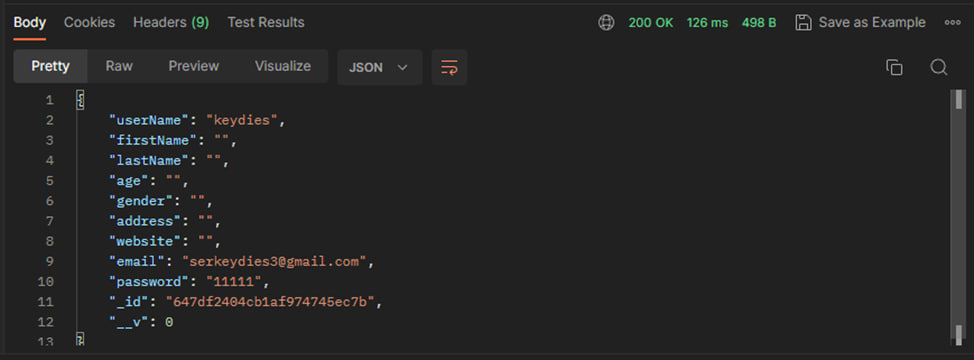 Body Cookies Headers (9) Test Results 200 OK 126 ms 498 B Save as Example
Pretty Raw Preview Visualize JSON
1 {
2 "userName": "keydies",
3 "firstName": "",
4 "lastName": "",
5 "age": "",
6 "gender": "",
7 "address": "",
8 "website": "",
9 "email": "serkeydies3@gmail.com",
10 "password": "11111",
11 "_id": "647df2404cb1af974745ec7b",
12 "__v": 0
13 }